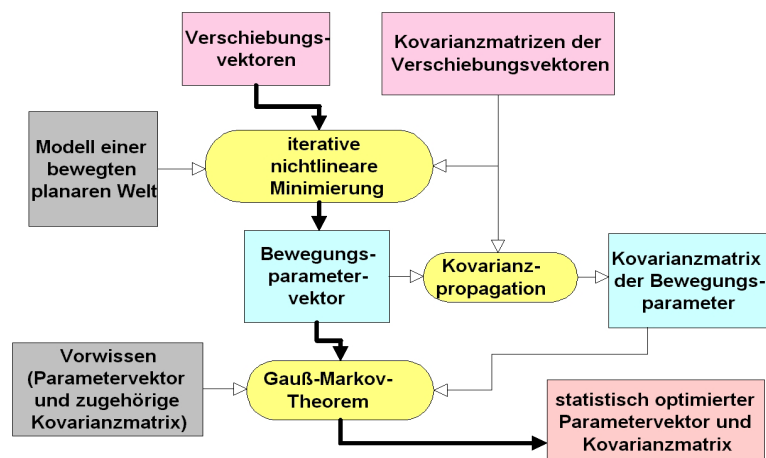 Verschiebungs-
vektoren
Kovarianzmatrizen der
Verschiebungsvektoren
Modell einer
bewegten
planaren Welt
iterative
nichtlineare
Minimierung
Bewegungs-
parameter-
vektor
Kovarianz-
propagation
Kovarianzmatrix
der Bewegungs-
parameter
Vorwissen
(Parametervektor
und zugehörige
Kovarianzmatrix)
Gauß-Markov-
Theorem
statistisch optimierter
Parametervektor und
Kovarianzmatrix